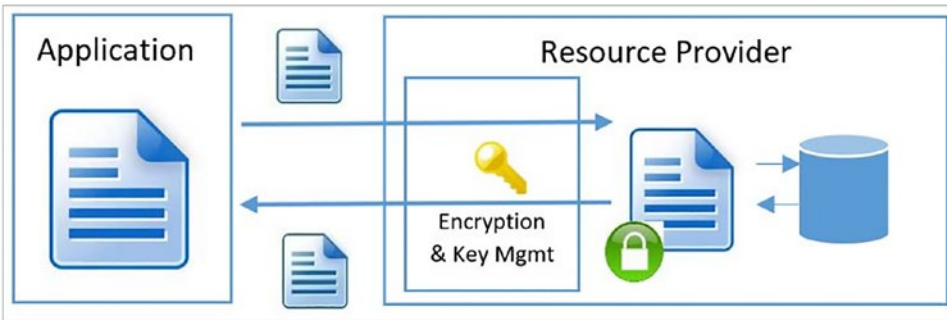 Application
Resource Provider
Encryption
& Key Mgmt